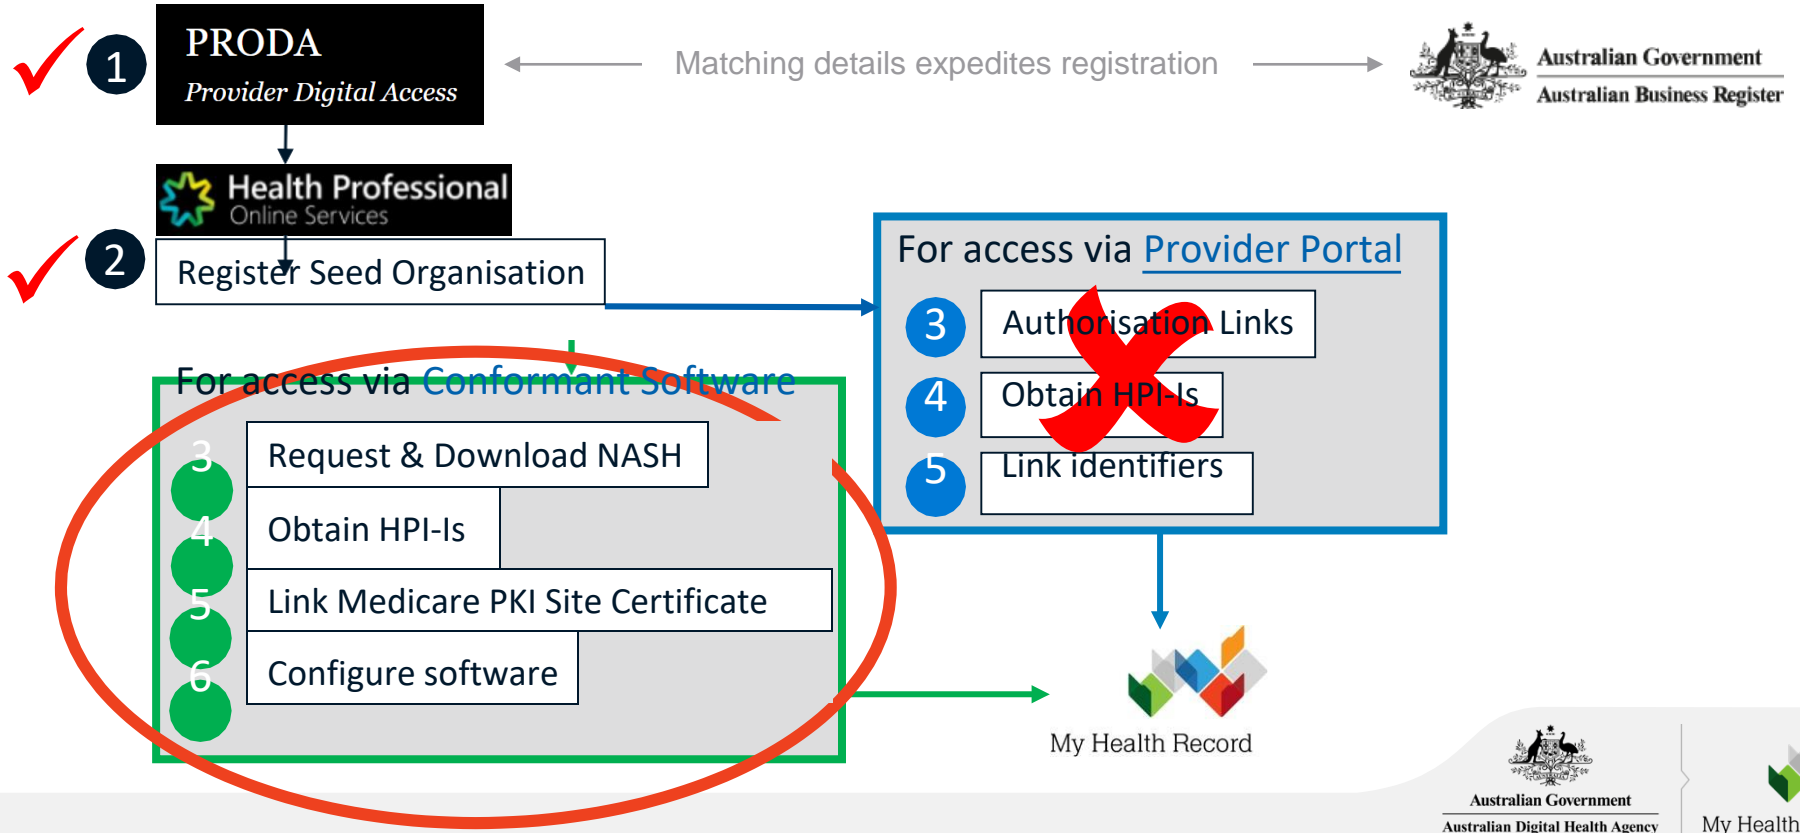 1
PRODA
Provider Digital Access
Matching details expedites registration
Australian Government
Australian Business Register
Health Professional
Online Services
2
Register Seed Organisation
For access via Provider Portal
3
Authorisation Links
4
Obtain HPI-Is
5
Link identifiers
For access via Conformant Software
3
Request & Download NASH
4
Obtain HPI-Is
5
Link Medicare PKI Site Certificate
6
Configure software
My Health Record
Australian Government
Australian Digital Health Agency
My Health